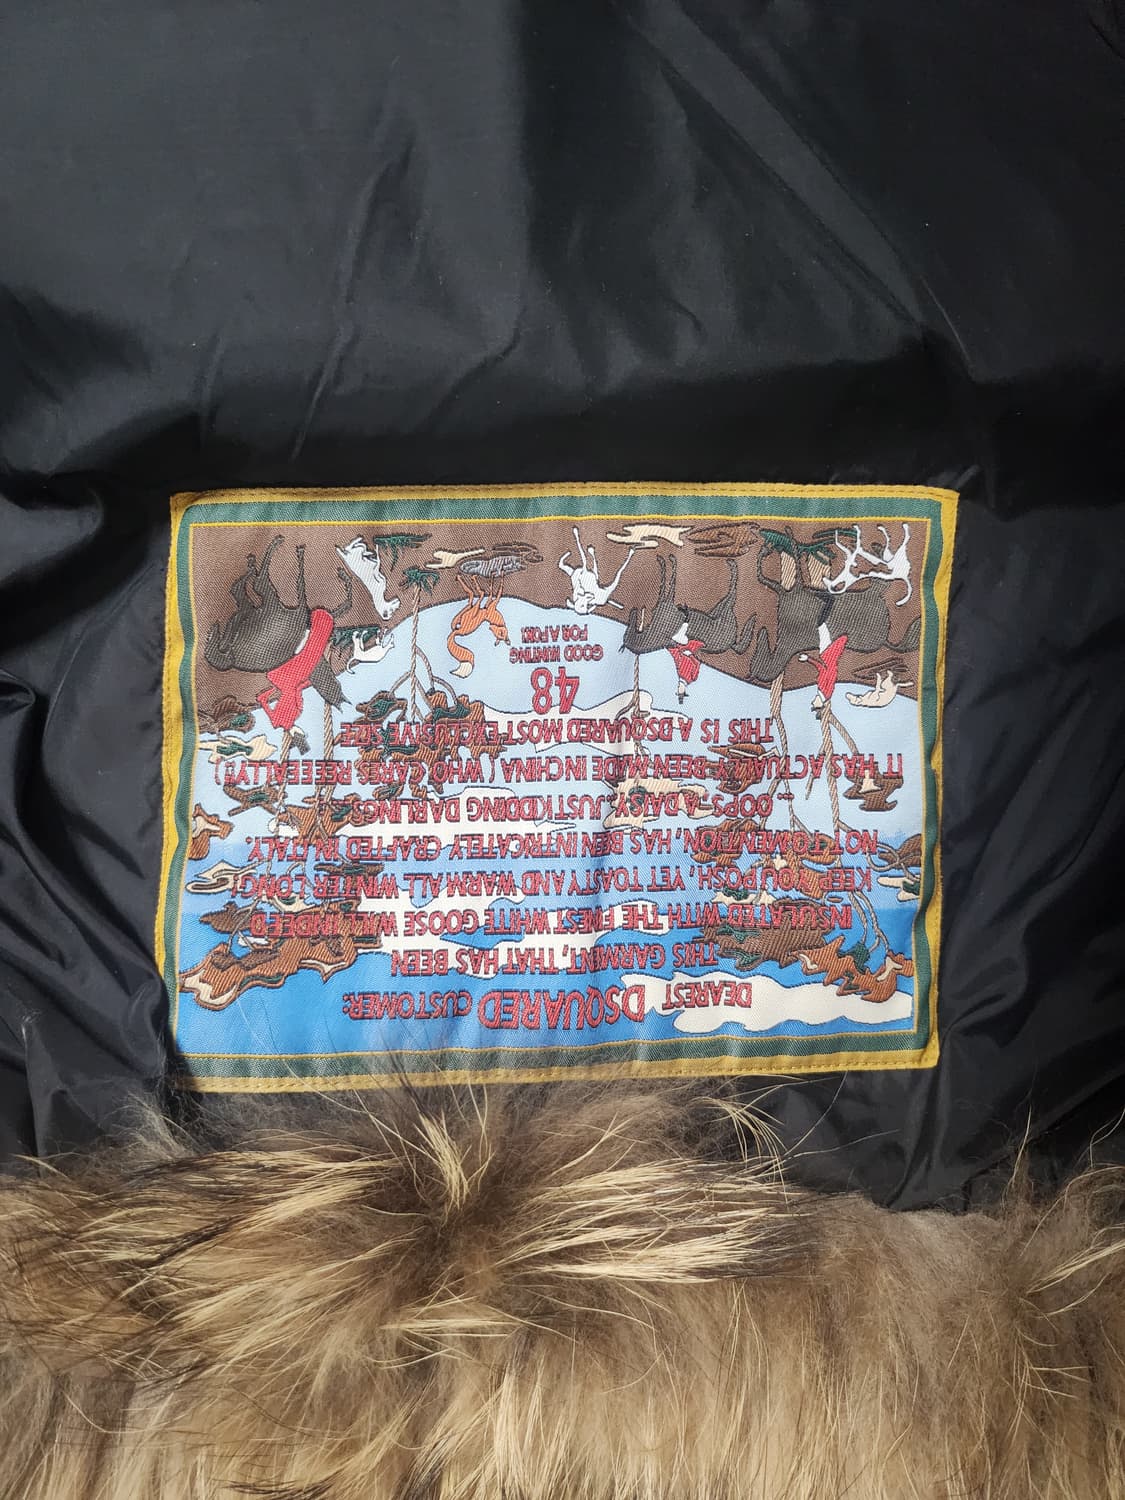 DEAREST
DSQUARED CUSTOMER:
THIS GARMENT, THAT HAS BEEN
INSULATED WITH THE FINEST WHITE GOOSE WILL INDEED
KEEP YOU POSH, YET TOASTY AND WARM ALL WINTER LONG!
NOT TO MENTION, HAS BEEN INTRICATELY CRAFTED IN ITALY.
... OOPS-A DAISY..JUST KIDDING DARLINGS:
IT HAS ACTUALLY BEEN MADE IN CHINA (WHO CARES REEEEALLY!)
THIS IS A DSQUARED MOST EXCLUSIVE SIZE
48
GOOD HUNTING
FOR A FOX!